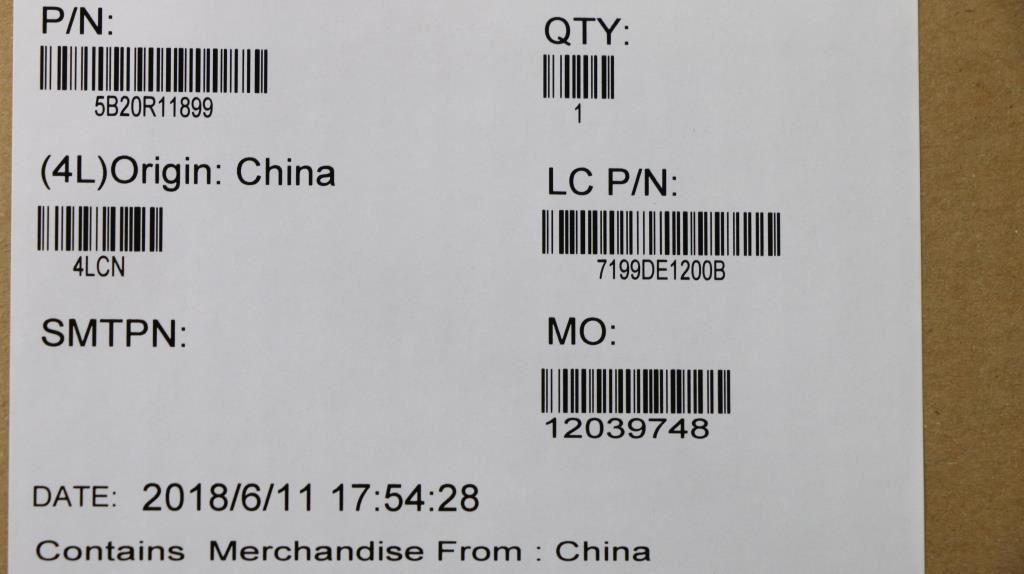 P/N:
5B20R11899
QTY:
1
(4L)Origin: China
4LCN
LC P/N:
7199DE1200B
SMTPN:
MO:
12039748
DATE: 2018/6/11 17:54:28
Contains Merchandise From : China